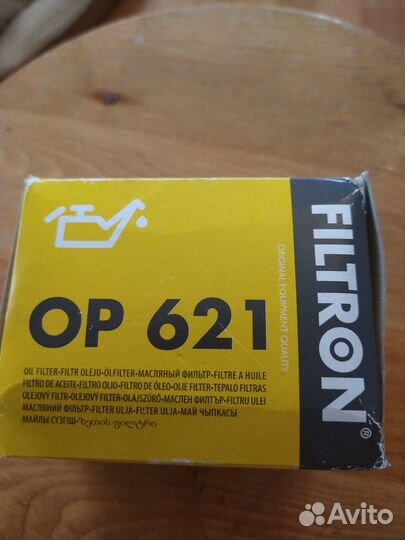 OP 621
OIL FILTER•FILTR OLEJU•ÖLFILTER•МАСЛЯНЫЙ ФИЛЬТР•FILTRE A HUILE
FILTRO DE ACEITE•FILTRO OLIO•FILTRO DE ÓLEO•OLIE FILTER•TEPALO FILTRAS
OLEJOVÝ FILTR•OLEJOVÝ FILTER•OLAJSZŰRŐ•МАСЛЕН ФИЛТЪР•FILTRU ULEI
МАСЛЯНИЙ ФІЛЬТР•FILTER ULJA•FILTER ULJA•МАЙ ЧЫПКАСЫ
МАЙЛЫ СҮЗГІШ•ზეთის ფილტრი
ORIGINAL EQUIPMENT QUALITY
FILTRON®
Avito